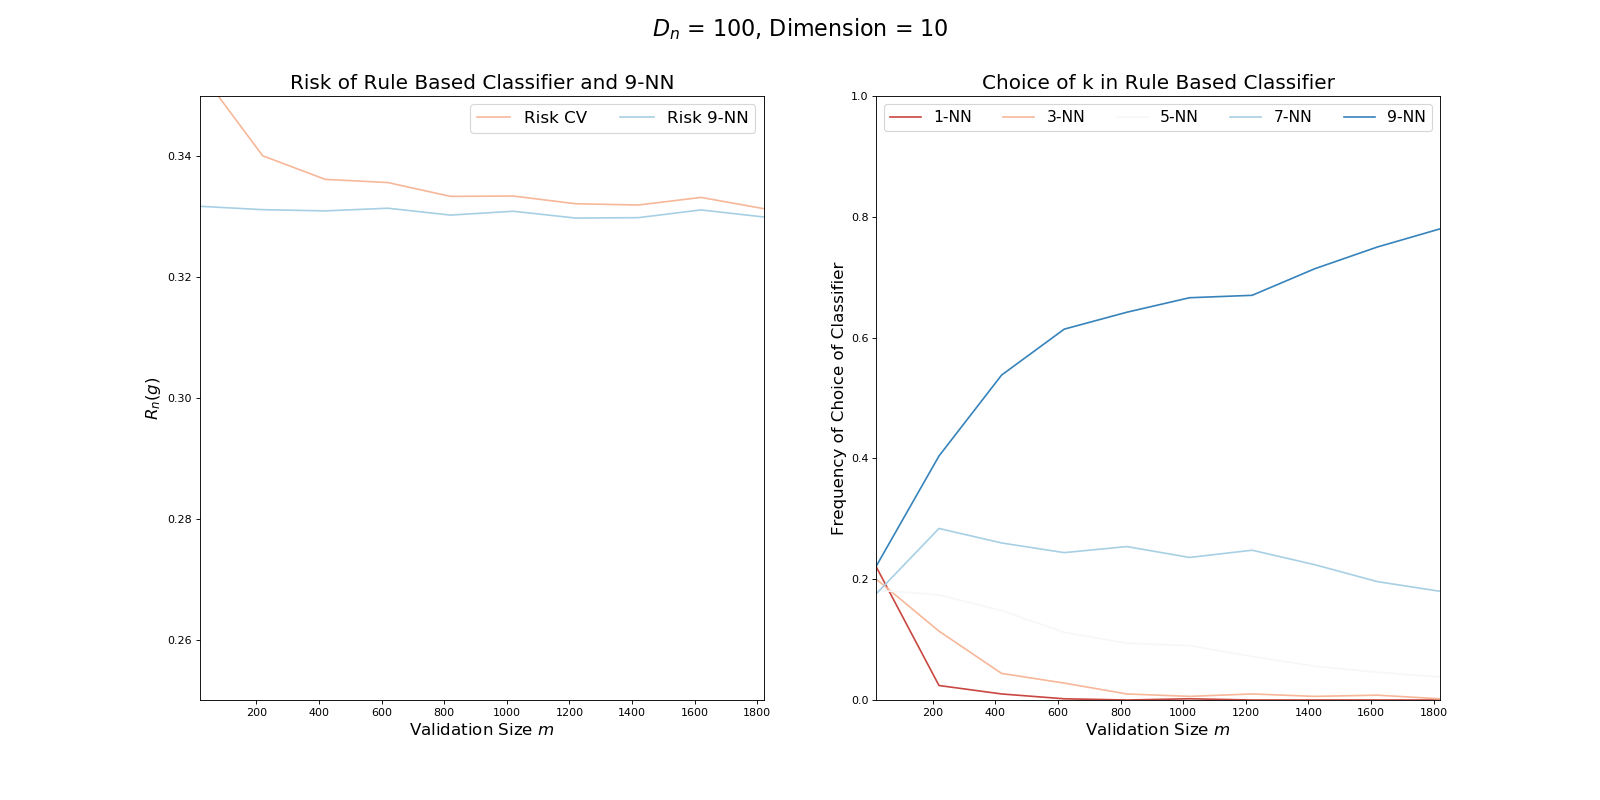 Dₙ = 100, Dimension = 10
Risk of Rule Based Classifier and 9-NN
Risk CV Risk 9-NN
0.34
0.32
0.30
0.28
0.26
Rₙ(g)
200 400 600 800 1000 1200 1400 1600 1800
Validation Size m
Choice of k in Rule Based Classifier
1-NN 3-NN 5-NN 7-NN 9-NN
1.0
0.8
0.6
0.4
0.2
0.0
Frequency of Choice of Classifier
200 400 600 800 1000 1200 1400 1600 1800
Validation Size m